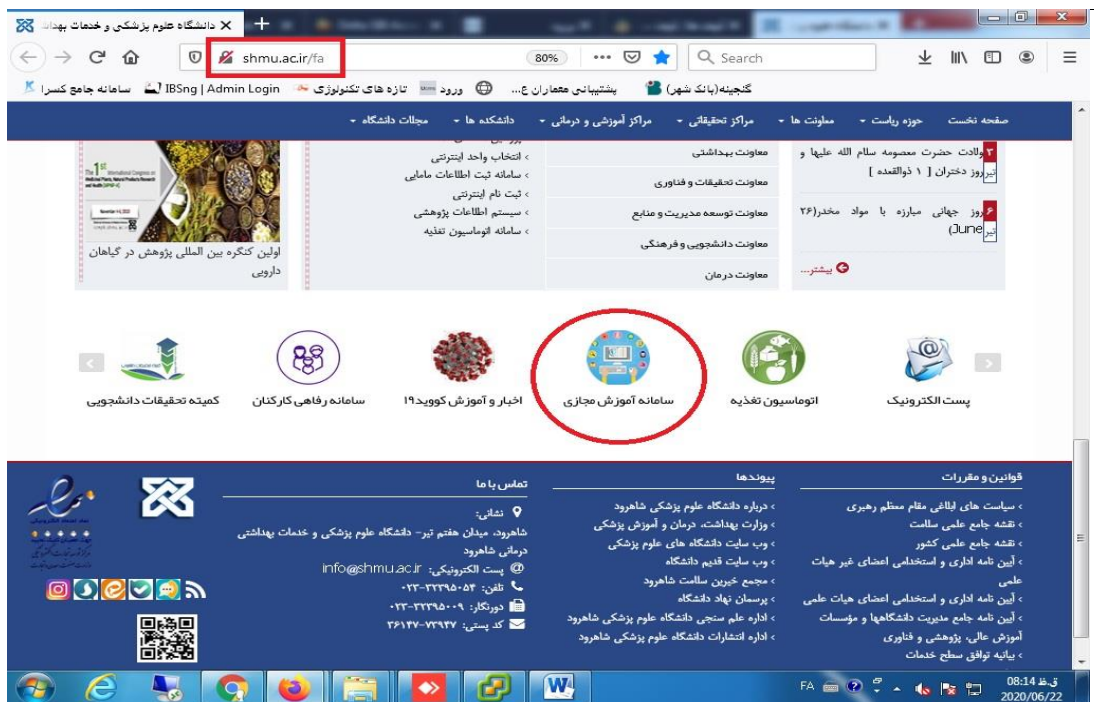 دانشگاه علوم پزشکی و خدمات بهدا
shmu.ac.ir/fa
80%
Search
گنجینه(بانک شهر)
پشتیبانی معماران ع...
ورود
تازه های تکنولوژی
IBSng | Admin Login
سامانه جامع کسرا
صفحه نخست
حوزه ریاست
معاونت ها
مراکز تحقیقاتی
مراکز آموزشی و درمانی
دانشکده ها
مجلات دانشگاه
۳ تیر
ولادت حضرت معصومه سلام الله علیها و
روز دختران [ ۱ ذوالقعده ]
۶ تیر
روز جهانی مبارزه با مواد مخدر(۲۶
June)
بیشتر...
معاونت بهداشتی
معاونت تحقیقات و فناوری
معاونت توسعه مدیریت و منابع
معاونت دانشجویی و فرهنگی
معاونت درمان
› انتخاب واحد اینترنتی
› سامانه ثبت اطلاعات مامایی
› ثبت نام اینترنتی
› سیستم اطلاعات پژوهشی
› سامانه اتوماسیون تغذیه
The 1st International Congress on
اولین کنگره بین المللی پژوهش در گیاهان
دارویی
پست الکترونیک
اتوماسیون تغذیه
سامانه آموزش مجازی
اخبار و آموزش کووید۱۹
سامانه رفاهی کارکنان
کمیته تحقیقات دانشجویی
قوانین و مقررات
› سیاست های ابلاغی مقام معظم رهبری
› نقشه جامع علمی سلامت
› نقشه جامع علمی کشور
› آیین نامه اداری و استخدامی اعضای غیر هیات
علمی
› آیین نامه اداری و استخدامی اعضای هیات علمی
› آیین نامه جامع مدیریت دانشگاهها و مؤسسات
آموزش عالی، پژوهشی و فناوری
› بیانیه توافق سطح خدمات
پیوندها
› درباره دانشگاه علوم پزشکی شاهرود
› وزارت بهداشت، درمان و آموزش پزشکی
› وب سایت دانشگاه های علوم پزشکی
› وب سایت قدیم دانشگاه
› مجمع خیرین سلامت شاهرود
› پرسمان نهاد دانشگاه
› اداره علم سنجی دانشگاه علوم پزشکی شاهرود
› اداره انتشارات دانشگاه علوم پزشکی شاهرود
تماس با ما
نشانی:
شاهرود، میدان هفتم تیر- دانشگاه علوم پزشکی و خدمات بهداشتی
درمانی شاهرود
پست الکترونیکی: info@shmu.ac.ir
تلفن: ۰۲۳-۳۲۳۹۵۰۵۴
دورنگار: ۰۲۳-۳۲۳۹۵۰۰۹
کد پستی: ۳۶۱۴۷-۷۳۹۴۷
FA
08:14 ق.ظ
2020/06/22